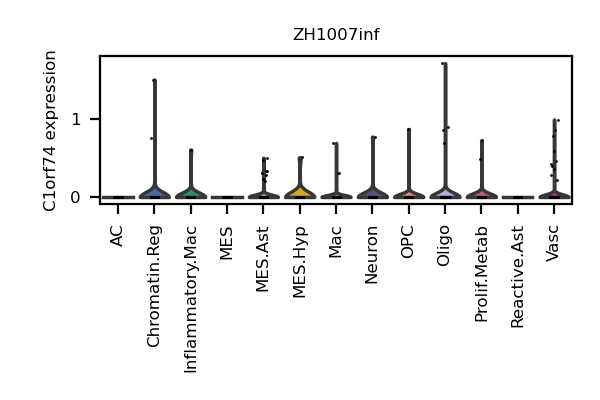 ZH1007inf
C1orf74 expression
1
0
AC
Chromatin.Reg
Inflammatory.Mac
MES
MES.Ast
MES.Hyp
Mac
Neuron
OPC
Oligo
Prolif.Metab
Reactive.Ast
Vasc